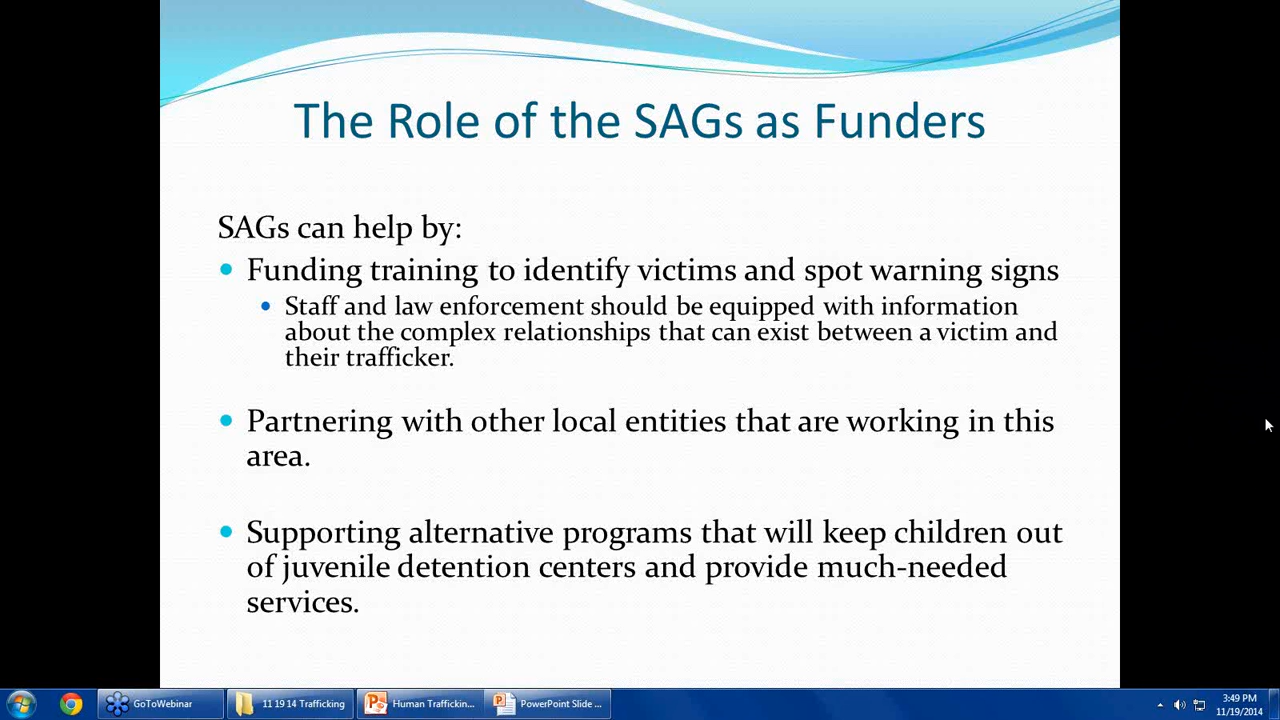 The Role of the SAGs as Funders
SAGs can help by:
Funding training to identify victims and spot warning signs
Staff and law enforcement should be equipped with information
about the complex relationships that can exist between a victim and
their trafficker.
Partnering with other local entities that are working in this
area.
Supporting alternative programs that will keep children out
of juvenile detention centers and provide much-needed
services.
GoToWebinar
11 19 14 Trafficking
Human Traffickin...
PowerPoint Slide ...
3:49 PM
11/19/2014